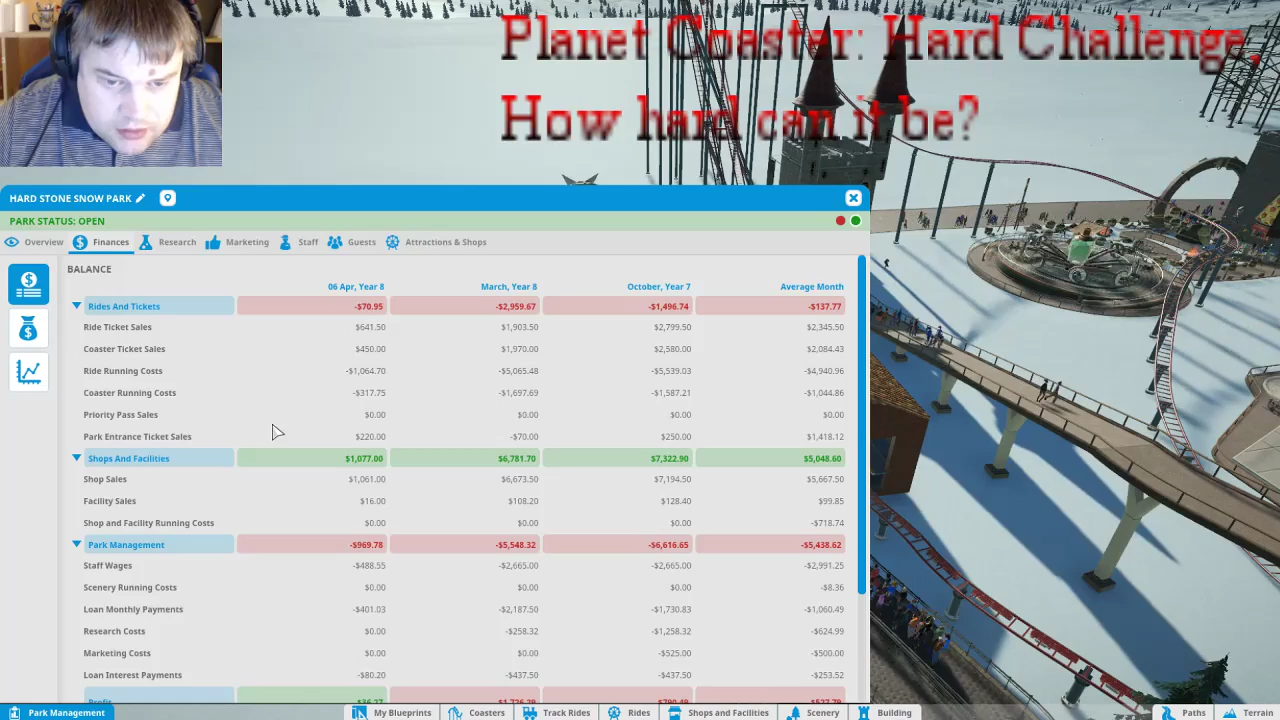 Planet Coaster: Hard Challenge,
How hard can it be?
HARD STONE SNOW PARK
PARK STATUS: OPEN
Overview Finances Research Marketing Staff Guests Attractions & Shops
BALANCE
06 Apr, Year 8 March, Year 8 October, Year 7 Average Month
Rides And Tickets -$70.95 -$2,959.67 -$1,496.74 -$137.77
Ride Ticket Sales $641.50 $1,903.50 $2,799.50 $2,345.50
Coaster Ticket Sales $450.00 $1,970.00 $2,580.00 $2,084.43
Ride Running Costs -$1,064.70 -$5,065.48 -$5,539.03 -$4,940.96
Coaster Running Costs -$317.75 -$1,697.69 -$1,587.21 -$1,044.86
Priority Pass Sales $0.00 $0.00 $0.00 $0.00
Park Entrance Ticket Sales $220.00 -$70.00 $250.00 $1,418.12
Shops And Facilities $1,077.00 $6,781.70 $7,322.90 $5,048.60
Shop Sales $1,061.00 $6,673.50 $7,194.50 $5,667.50
Facility Sales $16.00 $108.20 $128.40 $99.85
Shop and Facility Running Costs $0.00 $0.00 $0.00 -$718.74
Park Management -$969.78 -$5,548.32 -$6,616.65 -$5,438.62
Staff Wages -$488.55 -$2,665.00 -$2,665.00 -$2,991.25
Scenery Running Costs $0.00 $0.00 $0.00 -$8.36
Loan Monthly Payments -$401.03 -$2,187.50 -$1,730.83 -$1,060.49
Research Costs $0.00 -$258.32 -$1,258.32 -$624.99
Marketing Costs $0.00 $0.00 -$525.00 -$500.00
Loan Interest Payments -$80.20 -$437.50 -$437.50 -$253.52
Profit
Park Management My Blueprints Coasters Track Rides Rides Shops and Facilities Scenery Building Paths Terrain